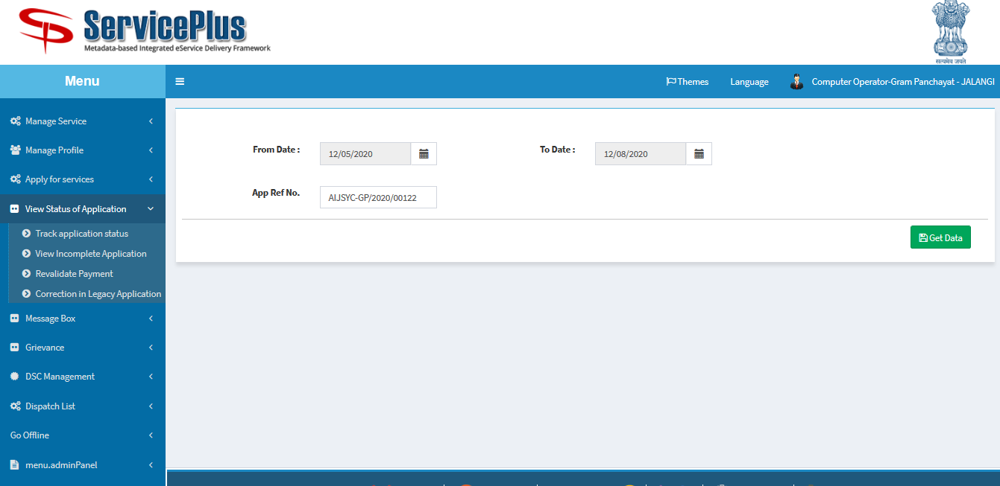 ServicePlus
Metadata-based Integrated eService Delivery Framework
सत्यमेव जयते
Menu
Themes
Language
Computer Operator-Gram Panchayat - JALANGI
Manage Service
Manage Profile
Apply for services
View Status of Application
Track application status
View Incomplete Application
Revalidate Payment
Correction in Legacy Application
Message Box
Grievance
DSC Management
Dispatch List
Go Offline
menu.adminPanel
From Date :
12/05/2020
To Date :
12/08/2020
App Ref No.
AIJSYC-GP/2020/00122
Get Data